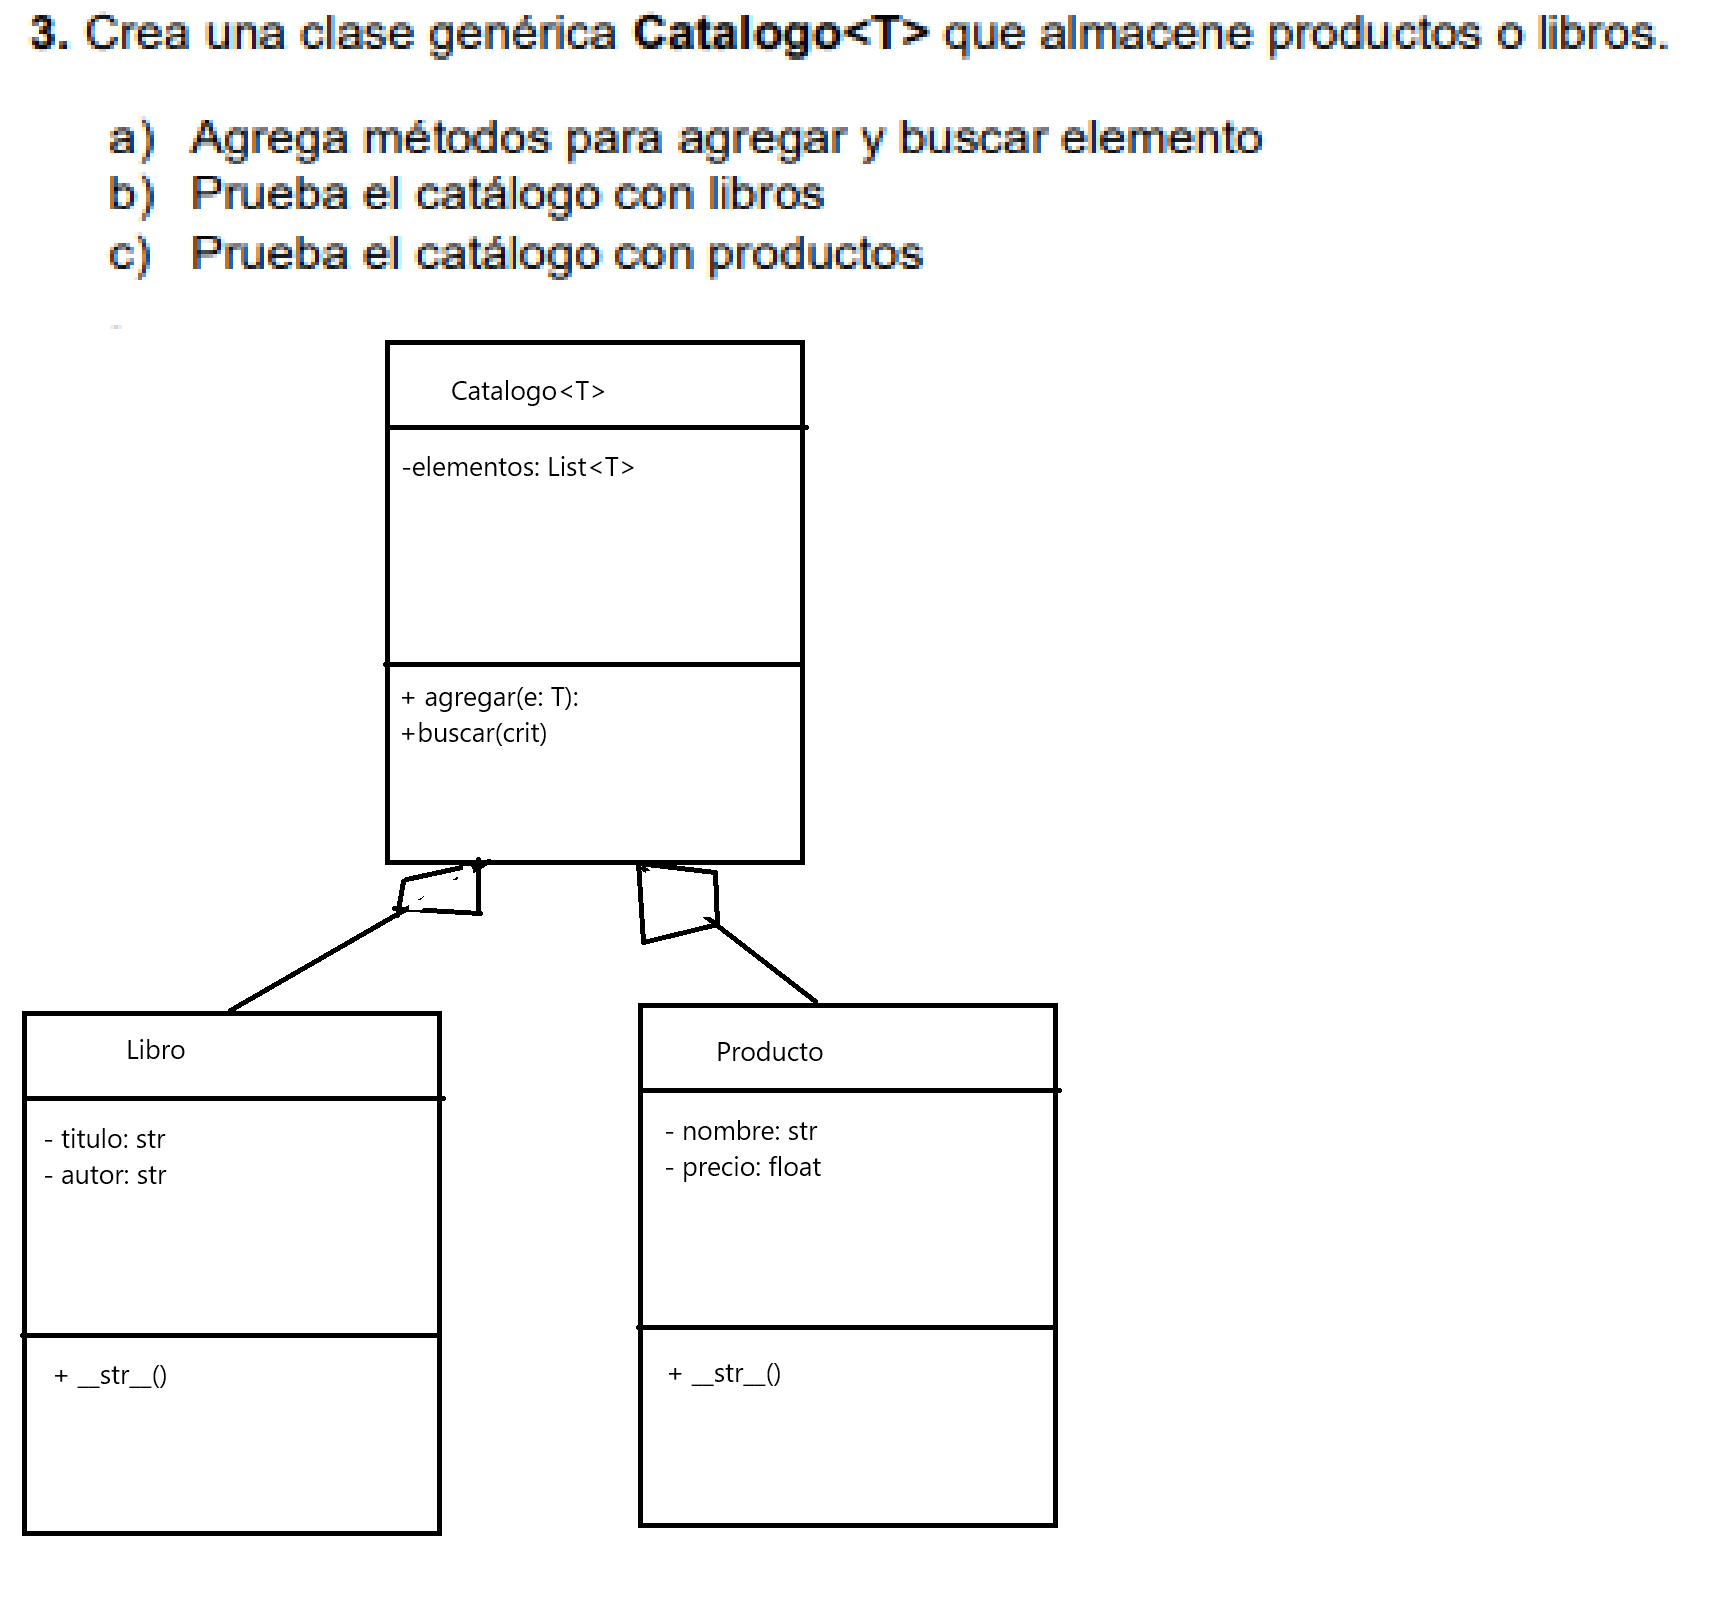 3. Crea una clase genérica Catalogo<T> que almacene productos o libros.
a) Agrega métodos para agregar y buscar elemento
b) Prueba el catálogo con libros
c) Prueba el catálogo con productos
Catalogo<T>
-elementos: List<T>
+ agregar(e: T):
+buscar(crit)
Libro
- titulo: str
- autor: str
+ __str__()
Producto
- nombre: str
- precio: float
+ __str__()